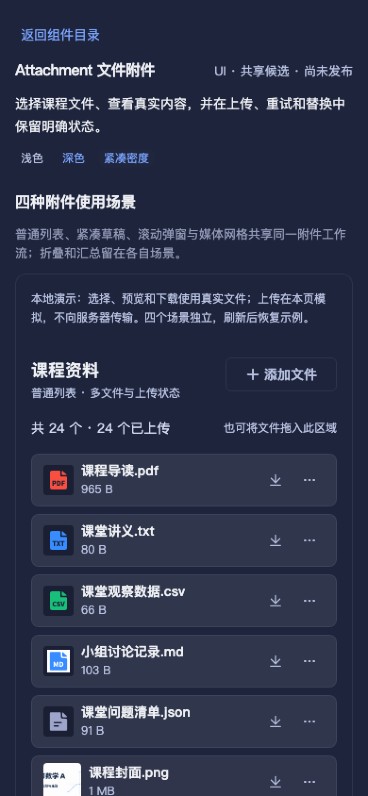 返回组件目录
Attachment 文件附件
UI · 共享候选 · 尚未发布
选择课程文件、查看真实内容，并在上传、重试和替换中
保留明确状态。
浅色 深色 紧凑密度
四种附件使用场景
普通列表、紧凑草稿、滚动弹窗与媒体网格共享同一附件工作
流；折叠和汇总留在各自场景。
本地演示：选择、预览和下载使用真实文件；上传在本页模
拟，不向服务器传输。四个场景独立，刷新后恢复示例。
课程资料
普通列表 · 多文件与上传状态
＋ 添加文件
共 24 个 · 24 个已上传
也可将文件拖入此区域
PDF
课程导读.pdf
965 B
TXT
课堂讲义.txt
80 B
CSV
课堂观察数据.csv
66 B
MD
小组讨论记录.md
103 B
课堂问题清单.json
91 B
数学 A
课程封面.png
1 MB